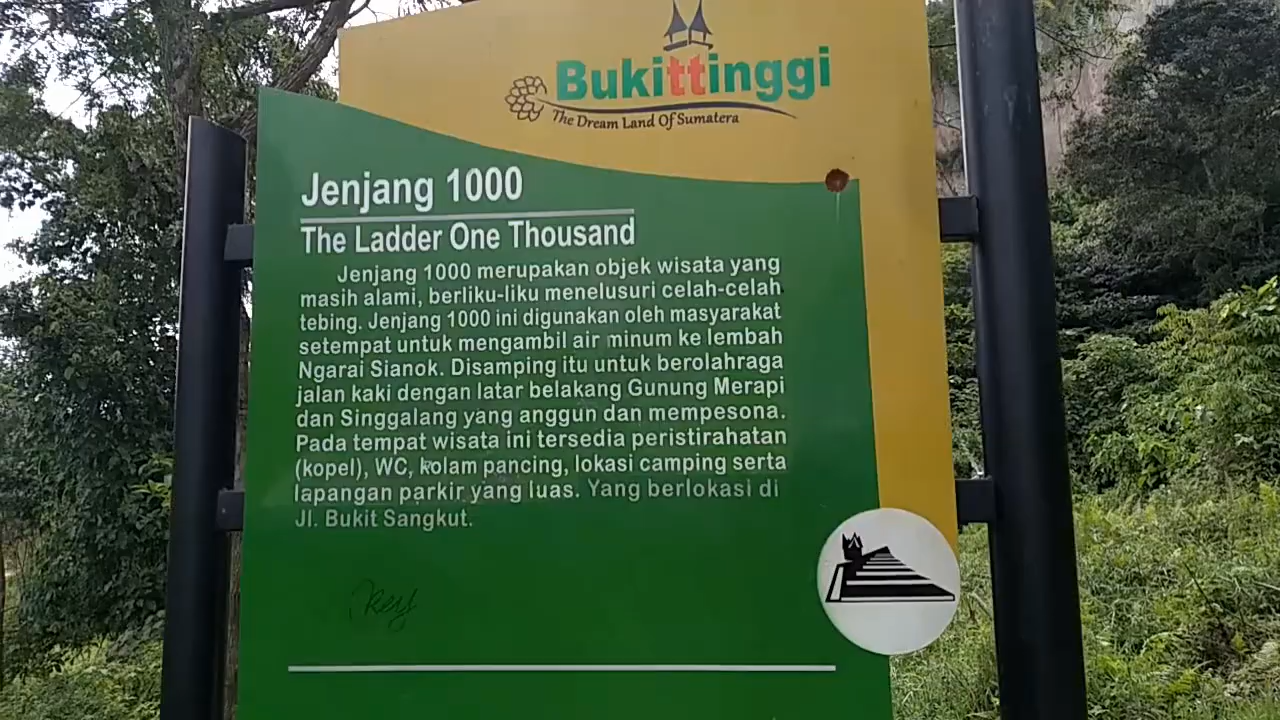 Bukittinggi
The Dream Land Of Sumatera
Jenjang 1000
The Ladder One Thousand
Jenjang 1000 merupakan objek wisata yang
masih alami, berliku-liku menelusuri celah-celah
tebing. Jenjang 1000 ini digunakan oleh masyarakat
setempat untuk mengambil air minum ke lembah
Ngarai Sianok. Disamping itu untuk berolahraga
jalan kaki dengan latar belakang Gunung Merapi
dan Singgalang yang anggun dan mempesona.
Pada tempat wisata ini tersedia peristirahatan
(kopel), WC, kolam pancing, lokasi camping serta
lapangan parkir yang luas. Yang berlokasi di
Jl. Bukit Sangkut.